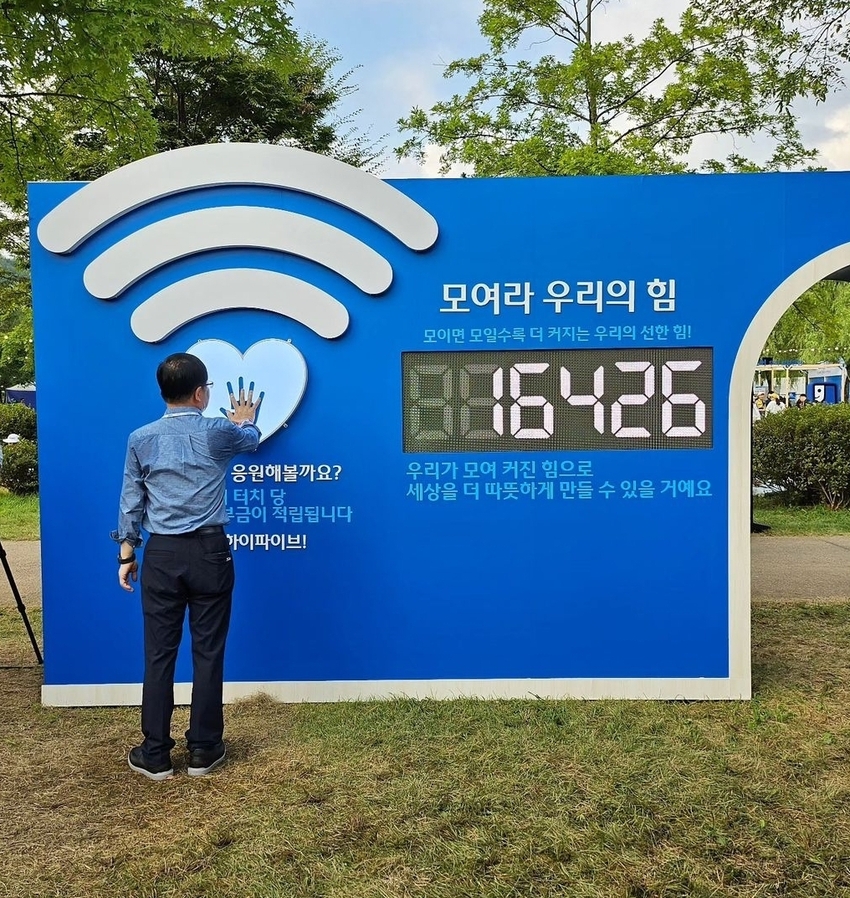 모여라 우리의 힘
모이면 모일수록 더 커지는 우리의 선한 힘!
16426
우리가 모여 커진 힘으로
세상을 더 따뜻하게 만들 수 있을 거예요
응원해볼까요?
터치 당
적립됩니다
하이파이브!